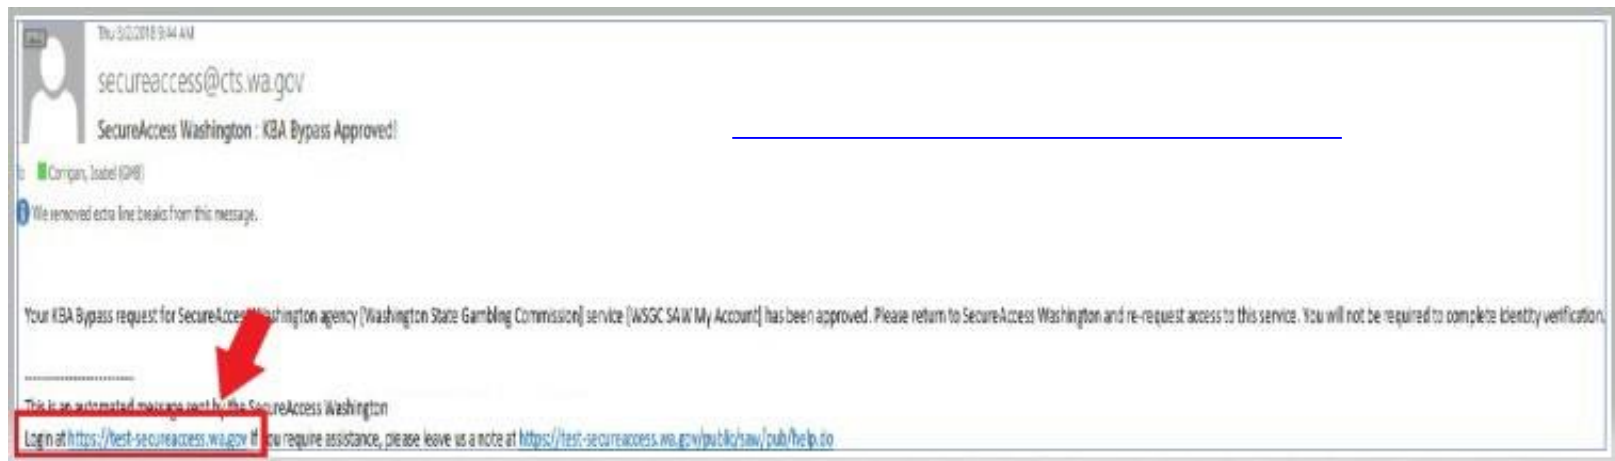 Thu 8/2/2018 9:44 AM
secureaccess@cts.wa.gov
SecureAccess Washington : KBA Bypass Approved!
To Corrigan, Isabel (GMB)
We removed extra line breaks from this message.
Your KBA Bypass request for SecureAccess Washington agency [Washington State Gambling Commission] service [WSGC SAW My Account] has been approved. Please return to SecureAccess Washington and re-request access to this service. You will not be required to complete identity verification.
-------------------------
This is an automated message sent by the SecureAccess Washington
Login at https://test-secureaccess.wa.gov If you require assistance, please leave us a note at https://test-secureaccess.wa.gov/public/saw/pub/help.do